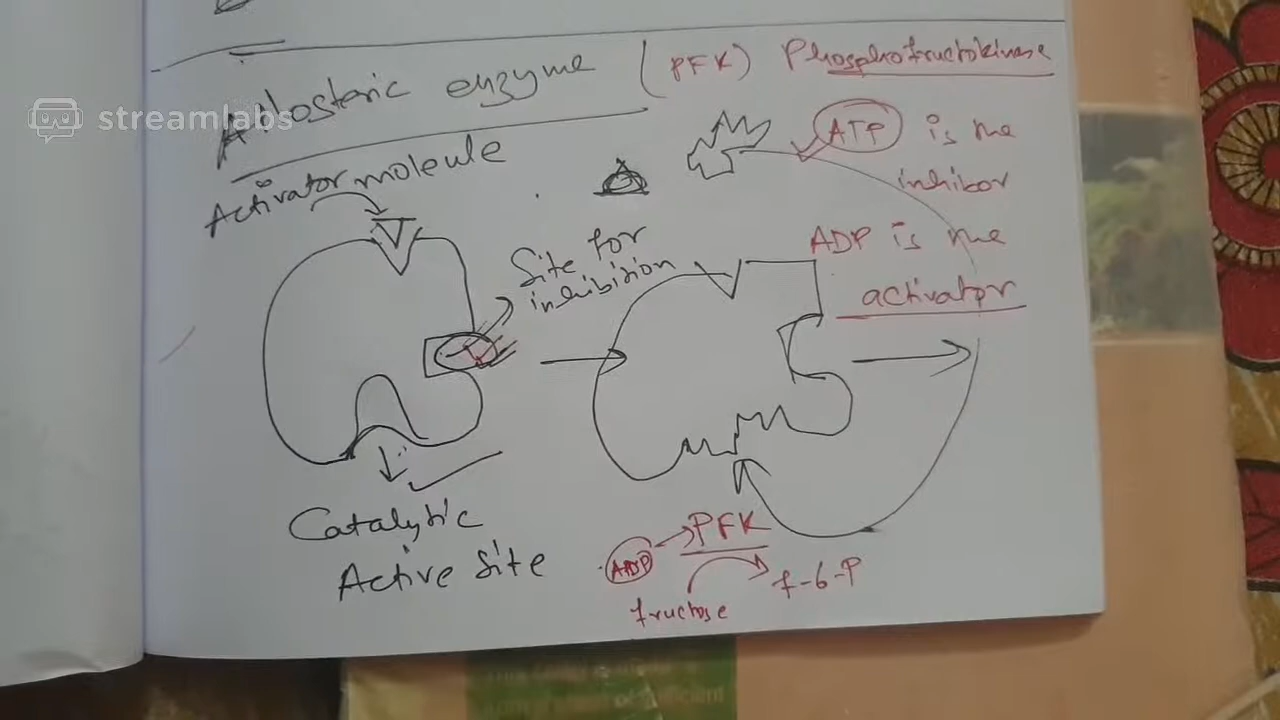 Allosteric enzyme (PFK) Phosphofructokinase
streamlabs
Activator molecule
ATP is the
inhibor
ADP is the
activator
Site for
inhibition
Catalytic
Active Site
ADP → PFK
fructose
f-6-P